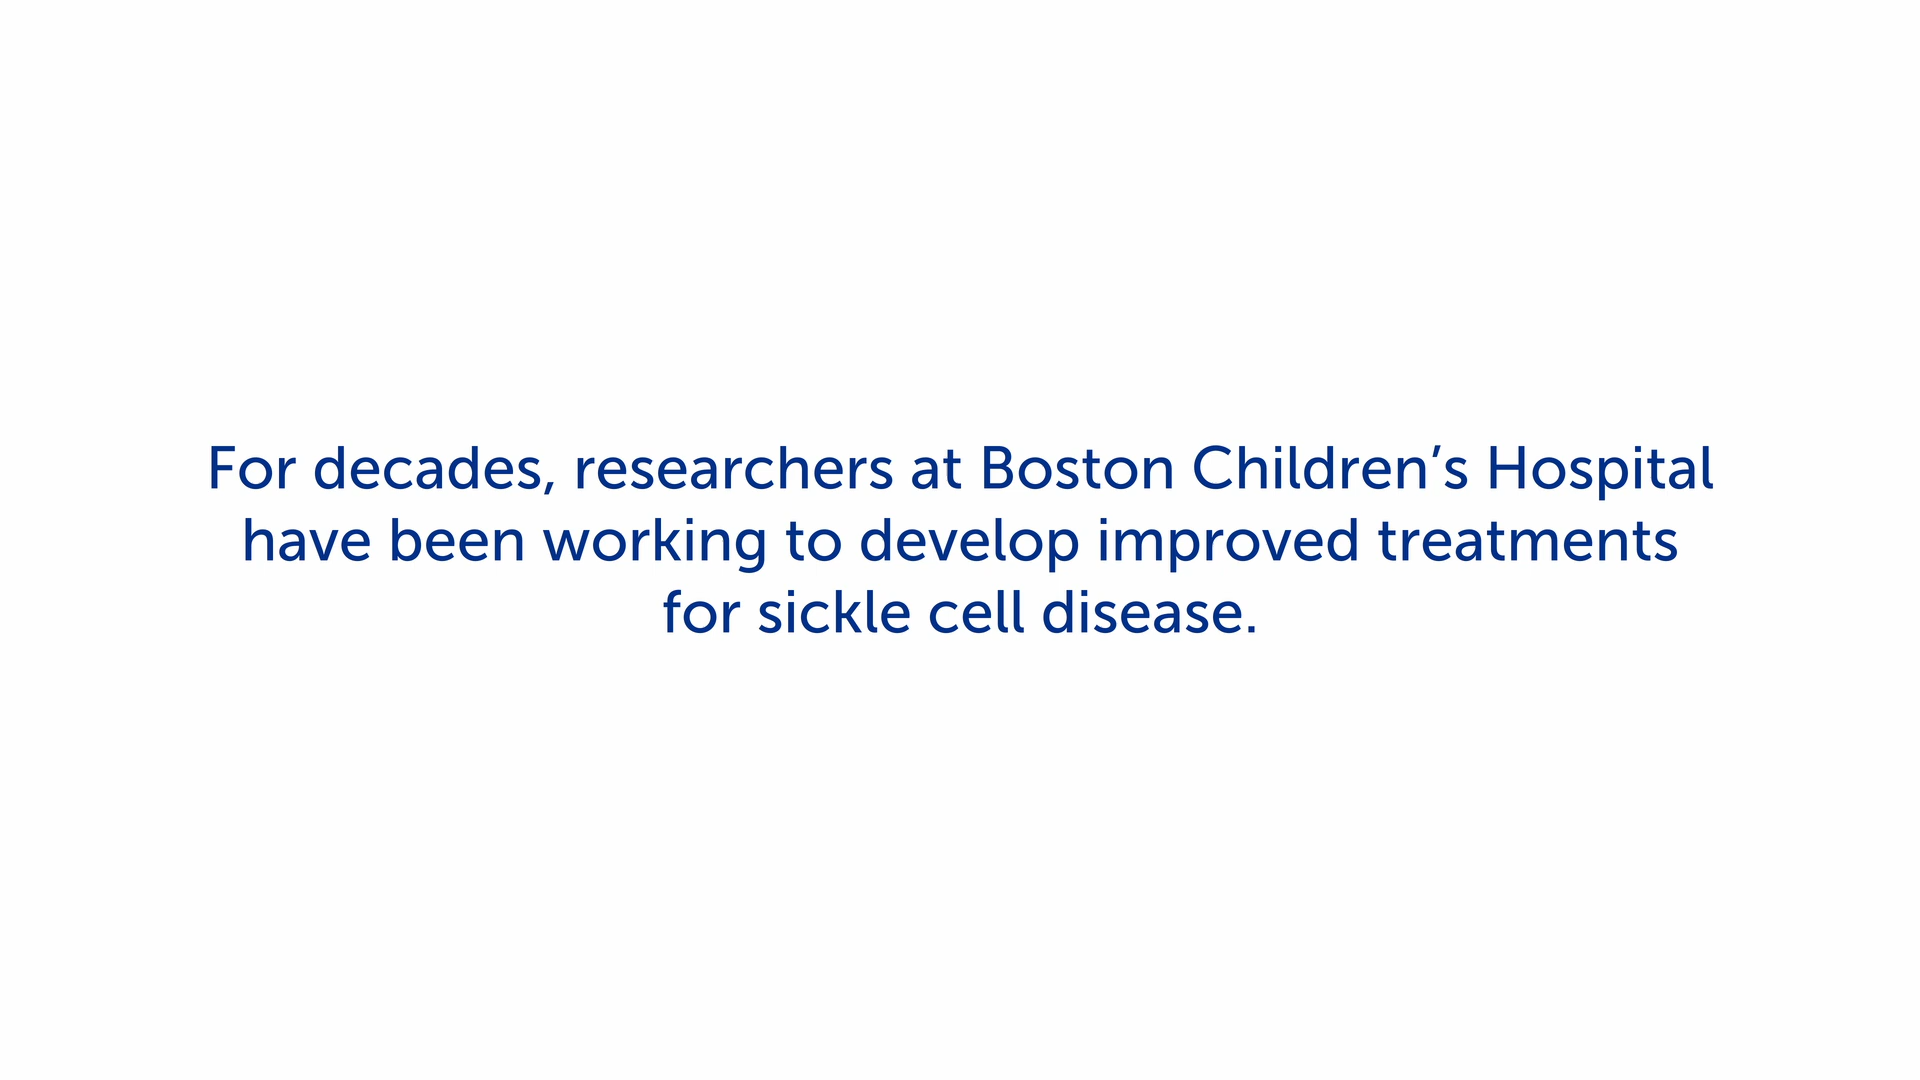 For decades, researchers at Boston Children’s Hospital
have been working to develop improved treatments
for sickle cell disease.